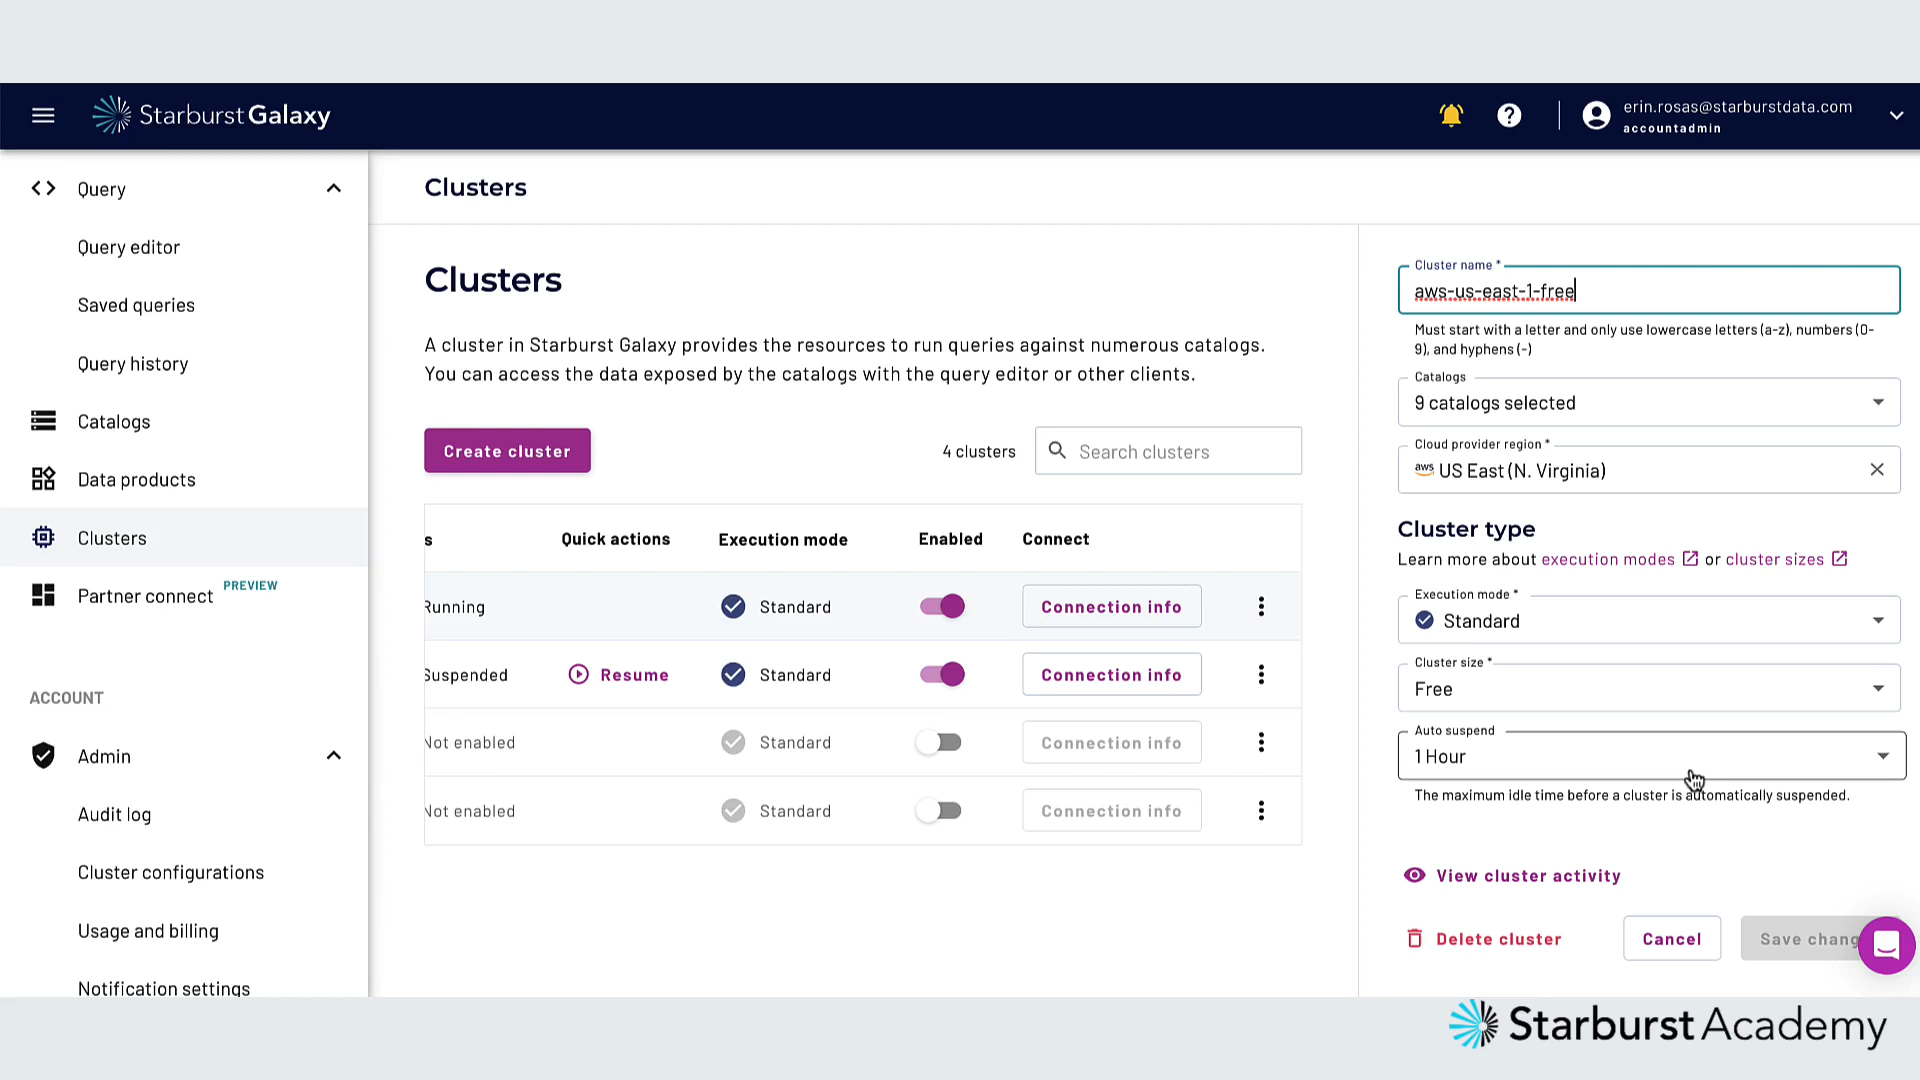 Starburst Galaxy
erin.rosas@starburstdata.com
accountadmin
Query
Query editor
Saved queries
Query history
Catalogs
Data products
Clusters
Partner connect PREVIEW
ACCOUNT
Admin
Audit log
Cluster configurations
Usage and billing
Notification settings
Clusters
Clusters
A cluster in Starburst Galaxy provides the resources to run queries against numerous catalogs.
You can access the data exposed by the catalogs with the query editor or other clients.
Create cluster
4 clusters
Search clusters
s Quick actions Execution mode Enabled Connect
Running Standard Connection info
Suspended Resume Standard Connection info
Not enabled Standard Connection info
Not enabled Standard Connection info
Cluster name *
aws-us-east-1-free
Must start with a letter and only use lowercase letters (a-z), numbers (0-
9), and hyphens (-)
Catalogs
9 catalogs selected
Cloud provider region *
aws US East (N. Virginia)
Cluster type
Learn more about execution modes or cluster sizes
Execution mode *
Standard
Cluster size *
Free
Auto suspend
1 Hour
The maximum idle time before a cluster is automatically suspended.
View cluster activity
Delete cluster
Cancel
Save chang
Starburst Academy